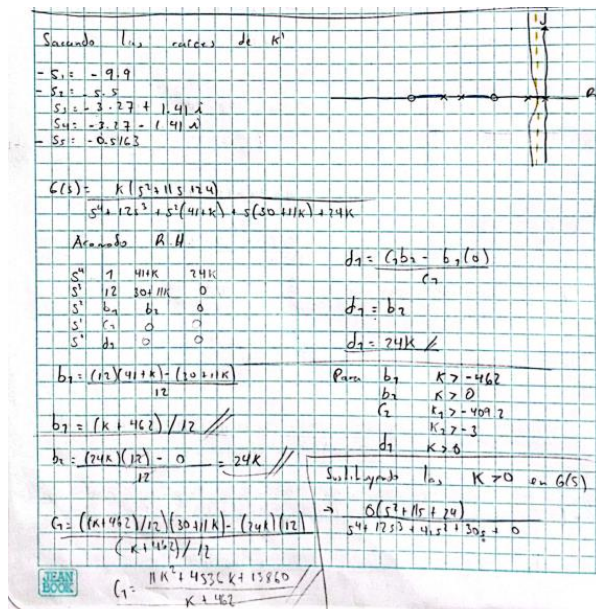 Sacando las raices de K'
- S₁: - 9.9
- S₂: - 5.5
S₃: - 3.27 + 1.41 i
S₄: - 3.27 - 1.41 i
- S₅: - 0.5163
G(s) = K(s² + 11s + 24)
s⁴ + 12s³ + s²(41+K) + s(30+11K) + 24K
R H
S⁴ 1 41+K 24K
S³ 12 30+11K 0
S² b₁ b₂ 0
S¹ C₁ 0 0
S° d₁ 0 0
b₁ = (12)(41+K) - (30+11K)
12
b₁ = (K + 462) / 12 //
b₂ = (24K)(12) - 0 = 24K //
12
C₁ = ((K+462)/12)(30+11K) - (24K)(12)
(K+462)/12
C₁ = 11K² + 4536K + 13860 //
K + 462
d₁ = C₁b₂ - b₁(0)
C₁
d₁ = b₂
d₁ = 24K //
Para b₁ K > -462
b₂ K > 0
C₁ K₁ > -409.2
K₂ > -3
d₁ K > 0
Sustituyendo las K > 0 en G(s)
→ 0(s² + 11s + 24)
s⁴ + 12s³ + 41s² + 30s + 0
JEAN
BOOK